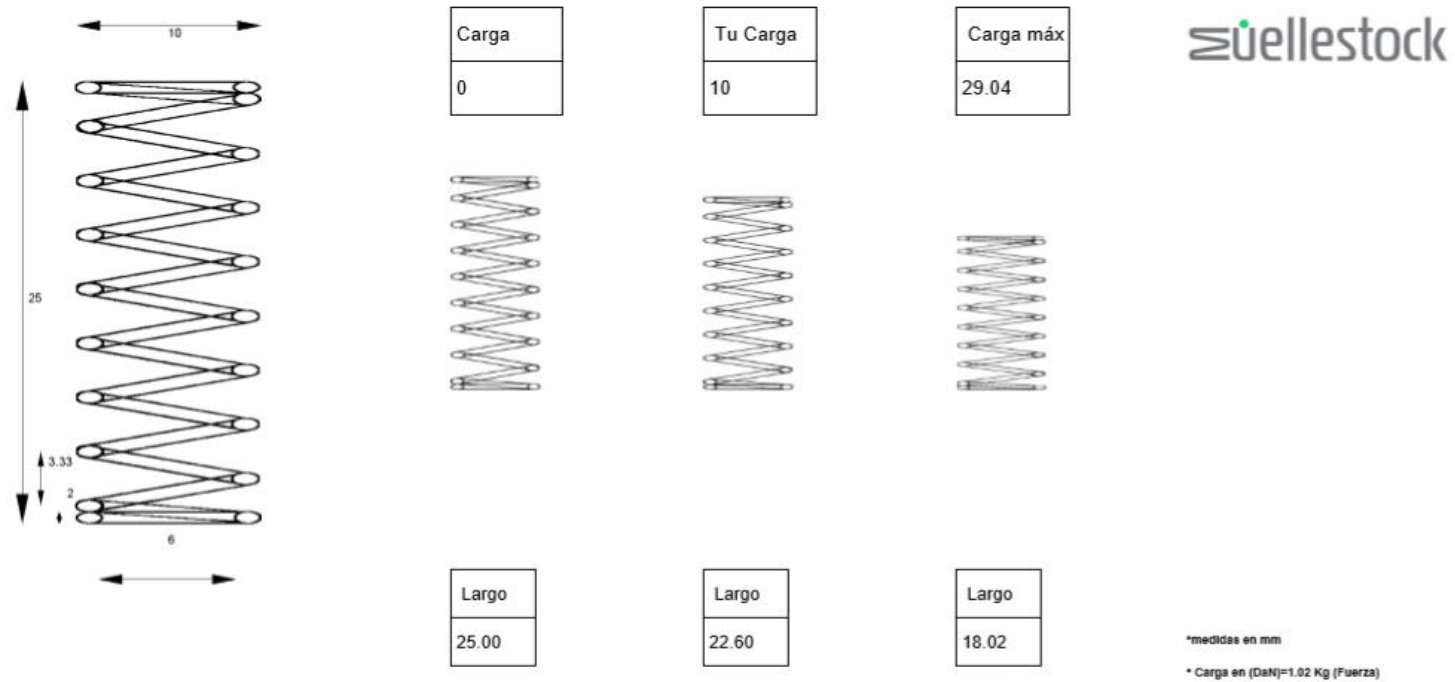 10
25
3.33
2
6
Carga
0
Tu Carga
10
Carga máx
29.04
müellestock
Largo
25.00
Largo
22.60
Largo
18.02
*medidas en mm
* Carga en (DaN)=1.02 Kg (Fuerza)